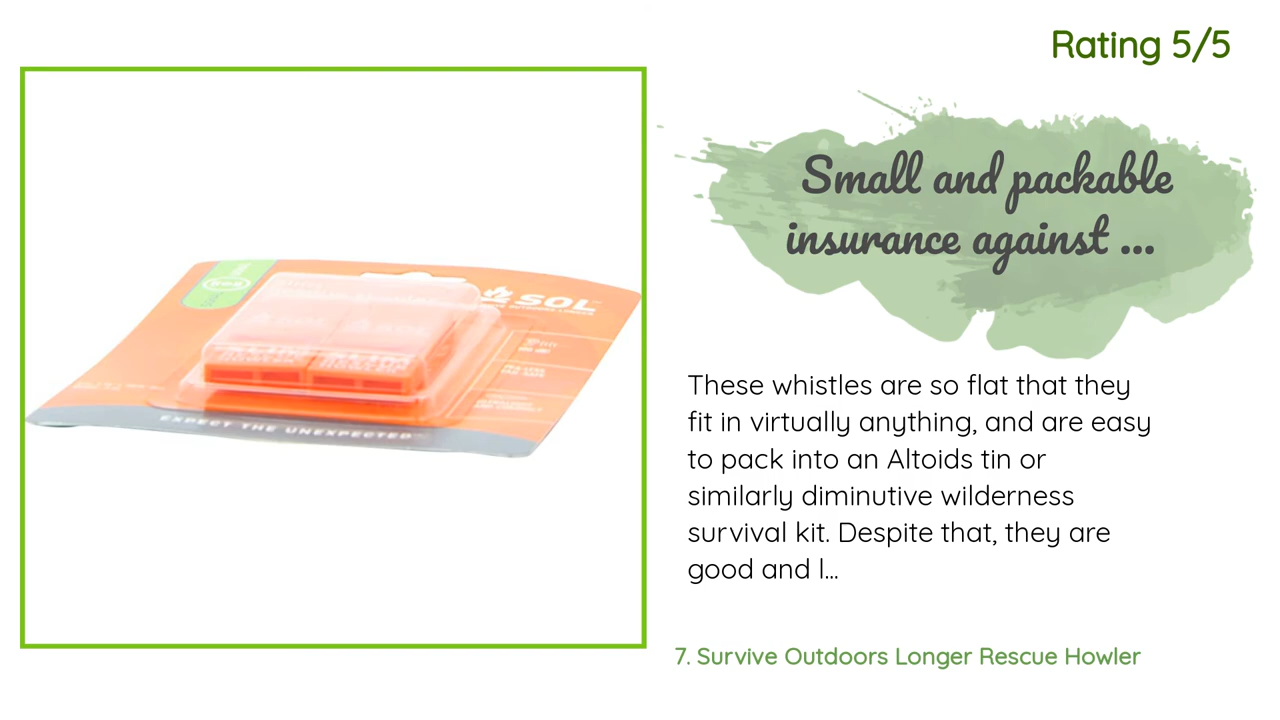 Rating 5/5
Small and packable
insurance against ...
These whistles are so flat that they
fit in virtually anything, and are easy
to pack into an Altoids tin or
similarly diminutive wilderness
survival kit. Despite that, they are
good and l...
7. Survive Outdoors Longer Rescue Howler
SOL
EXPECT THE UNEXPECTED